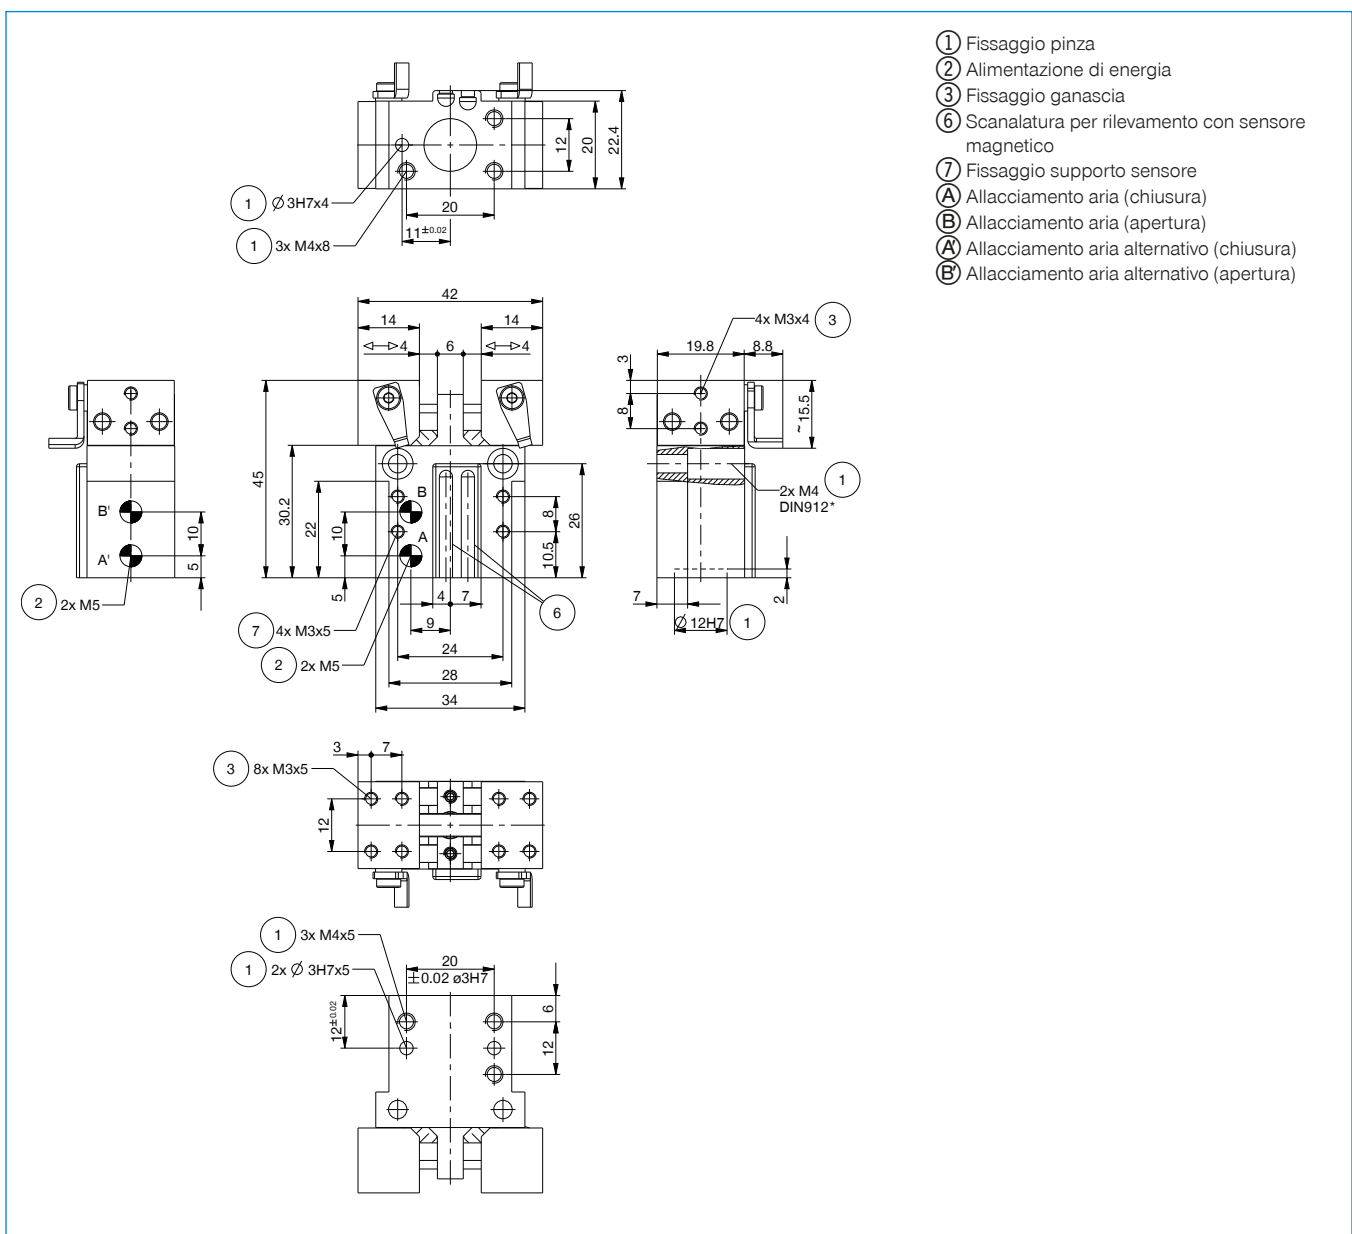 1 Fissaggio pinza
2 Alimentazione di energia
3 Fissaggio ganascia
6 Scanalatura per rilevamento con sensore
magnetico
7 Fissaggio supporto sensore
A Allacciamento aria (chiusura)
B Allacciamento aria (apertura)
A' Allacciamento aria alternativo (chiusura)
B' Allacciamento aria alternativo (apertura)
12
20
22.4
1 Ø 3H7x4
20
11±0.02
1 3x M4x8
42
14
14
4
6
4
45
30.2
22
10
5
B
A
8
10.5
26
4
7
9
6
7 4x M3x5
24
2 2x M5
28
34
B'
A'
10
5
2 2x M5
4x M3x4 3
19.8
8.8
3
8
~ 15.5
1
2x M4
DIN912*
7
2
Ø 12H7 1
3
7
3 8x M3x5
12
1 3x M4x5
20
1 2x Ø 3H7x5
±0.02 ø3H7
12±0.02
6
12